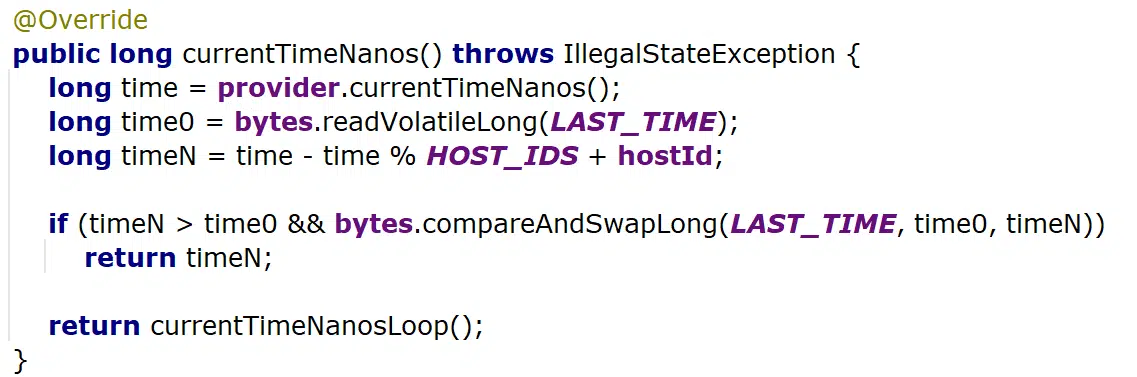 @Override
public long currentTimeNanos() throws IllegalStateException {
long time = provider.currentTimeNanos();
long time0 = bytes.readVolatileLong(LAST_TIME);
long timeN = time - time % HOST_IDS + hostId;
if (timeN > time0 && bytes.compareAndSwapLong(LAST_TIME, time0, timeN))
return timeN;
return currentTimeNanosLoop();
}